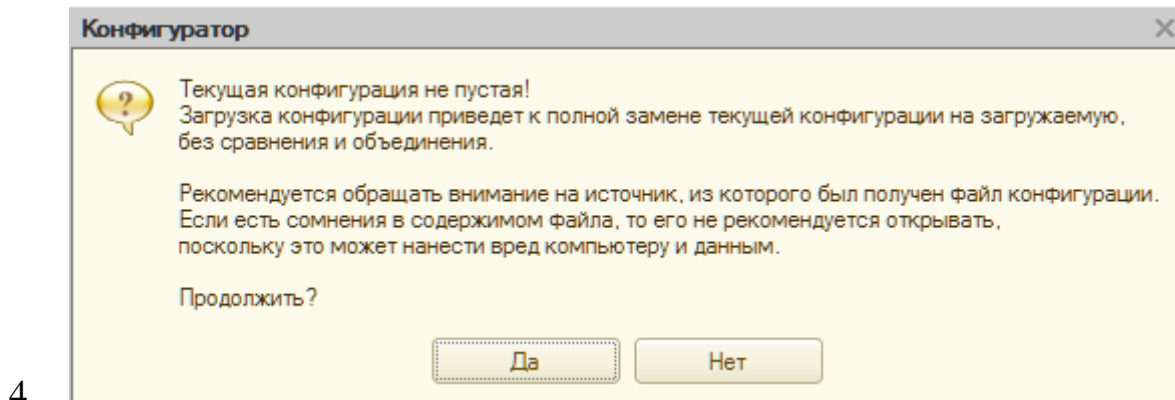 Конфигуратор
Текущая конфигурация не пустая!
Загрузка конфигурации приведет к полной замене текущей конфигурации на загружаемую,
без сравнения и объединения.
Рекомендуется обращать внимание на источник, из которого был получен файл конфигурации.
Если есть сомнения в содержимом файла, то его не рекомендуется открывать,
поскольку это может нанести вред компьютеру и данным.
Продолжить?
Да Нет
4